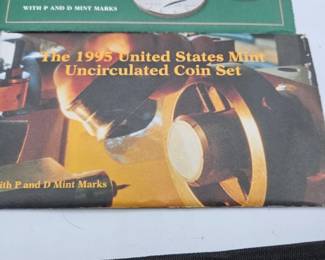 WITH P AND D MINT MARKS
The 1995 United States Mint
Uncirculated Coin Set
ith P and D Mint Marks